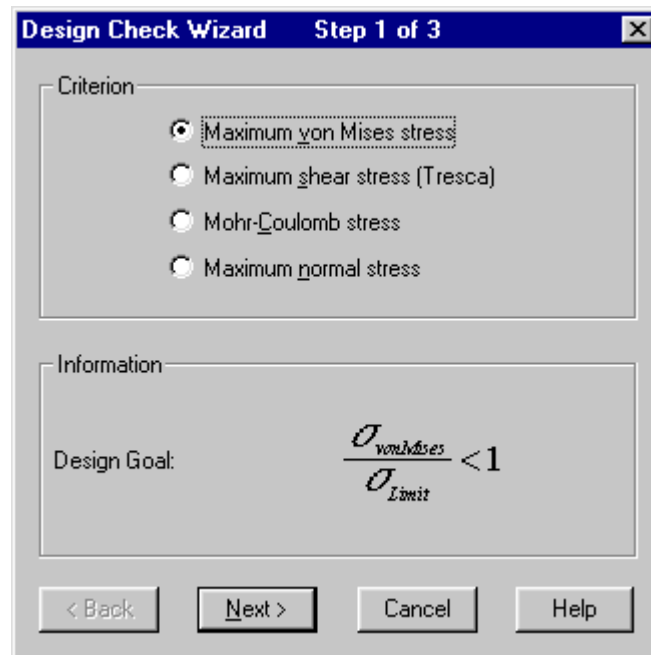 Design Check Wizard Step 1 of 3
Criterion
Maximum von Mises stress
Maximum shear stress (Tresca)
Mohr-Coulomb stress
Maximum normal stress
Information
Design Goal:
σvonMises
σLimit
<1
< Back
Next >
Cancel
Help